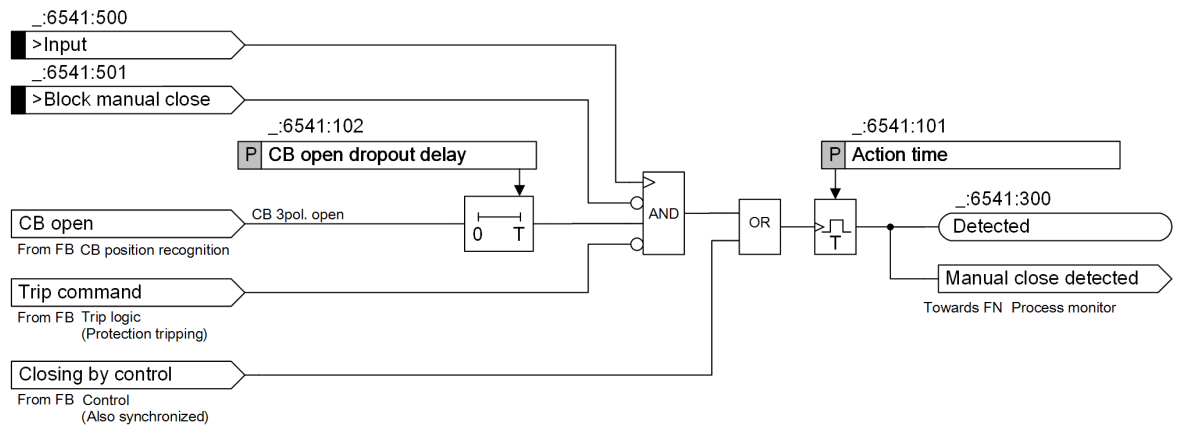 _:6541:500
>Input
_:6541:501
>Block manual close
_:6541:102
P CB open dropout delay
_:6541:101
P Action time
CB open
CB 3pol. open
From FB CB position recognition
0 T
AND
OR
T
_:6541:300
Detected
Trip command
From FB Trip logic
(Protection tripping)
Manual close detected
Towards FN Process monitor
Closing by control
From FB Control
(Also synchronized)